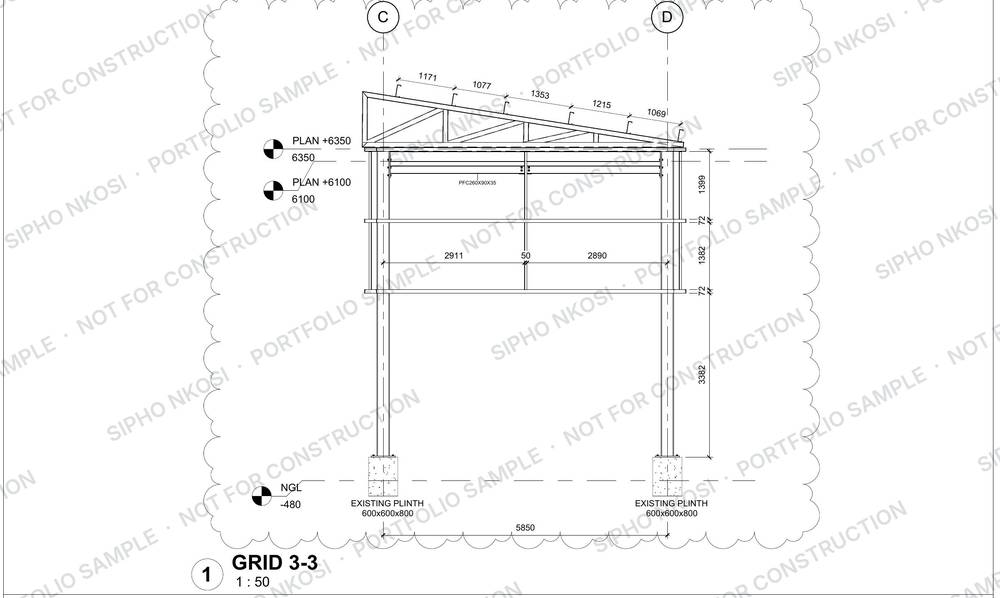 C
D
1171
1077
1353
1215
1069
PLAN +6350
6350
PLAN +6100
6100
PFC260X90X35
1399
72
1382
72
3382
2911
50
2890
NGL
-480
EXISTING PLINTH
600x600x800
EXISTING PLINTH
600x600x800
5850
1
GRID 3-3
1 : 50
SIPHO NKOSI · PORTFOLIO SAMPLE · NOT FOR CONSTRUCTION